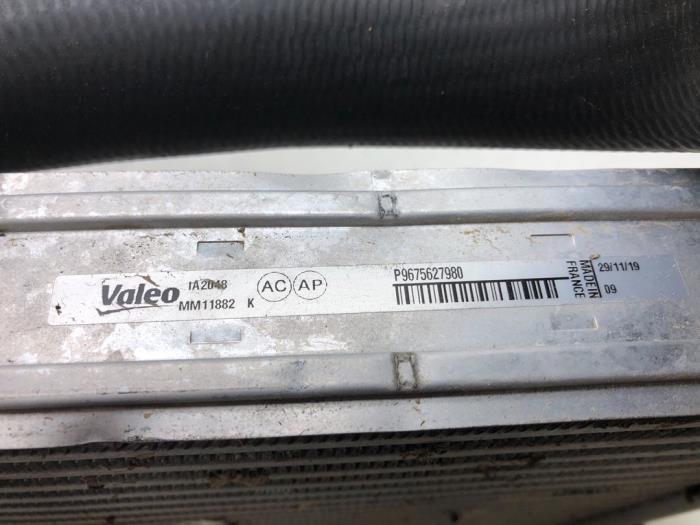 Valeo
IA2048
MM11882 K
AC AP
P9675627980
MADE IN
FRANCE
29/11/19
09